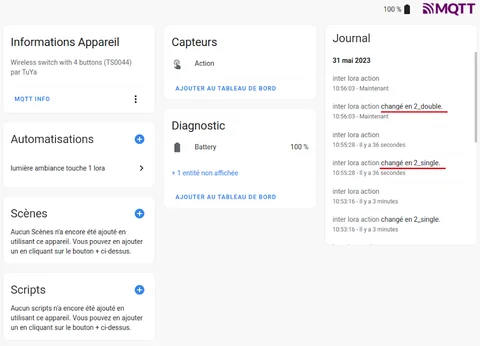 100 %
MQTT
Informations Appareil
Wireless switch with 4 buttons (TS0044)
par TuYa
MQTT INFO
Automatisations
lumière ambiance touche 1 lora
Scènes
Aucun Scènes n'a encore été ajouté en
utilisant ce appareil. Vous pouvez en ajouter
un en cliquant sur le bouton + ci-dessus.
Scripts
Aucun scripts n'a encore été ajouté en
utilisant ce appareil. Vous pouvez en ajouter
un en cliquant sur le bouton + ci-dessus.
Capteurs
Action
AJOUTER AU TABLEAU DE BORD
Diagnostic
Battery 100 %
+ 1 entité non affichée
AJOUTER AU TABLEAU DE BORD
Journal
31 mai 2023
inter lora action
10:56:03 - Maintenant
inter lora action changé en 2_double.
10:56:03 - Maintenant
inter lora action
10:55:28 - Il y a 36 secondes
inter lora action changé en 2_single.
10:55:28 - Il y a 36 secondes
inter lora action
10:53:16 - Il y a 3 minutes
inter lora action changé en 2_single.
10:53:16 - Il y a 3 minutes